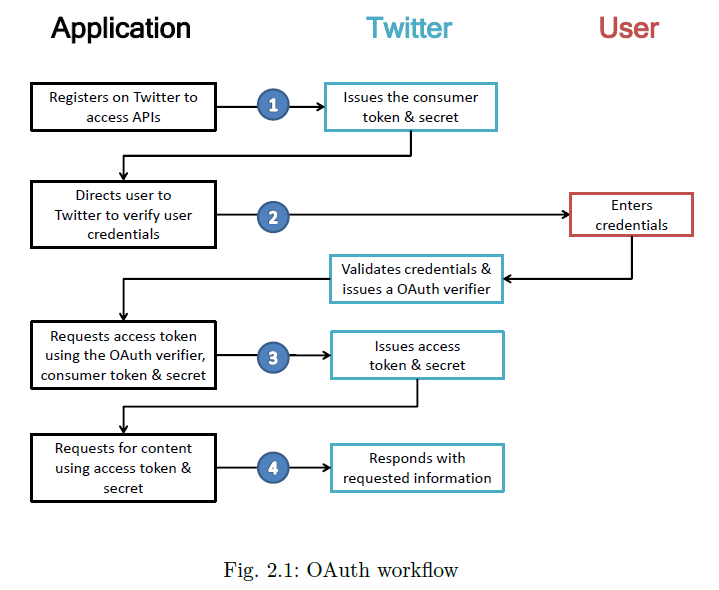 Application
Twitter
User
Registers on Twitter to
access APIs
1
Issues the consumer
token & secret
Directs user to
Twitter to verify user
credentials
2
Enters
credentials
Validates credentials &
issues a OAuth verifier
Requests access token
using the OAuth verifier,
consumer token & secret
3
Issues access
token & secret
Requests for content
using access token &
secret
4
Responds with
requested information
Fig. 2.1: OAuth workflow